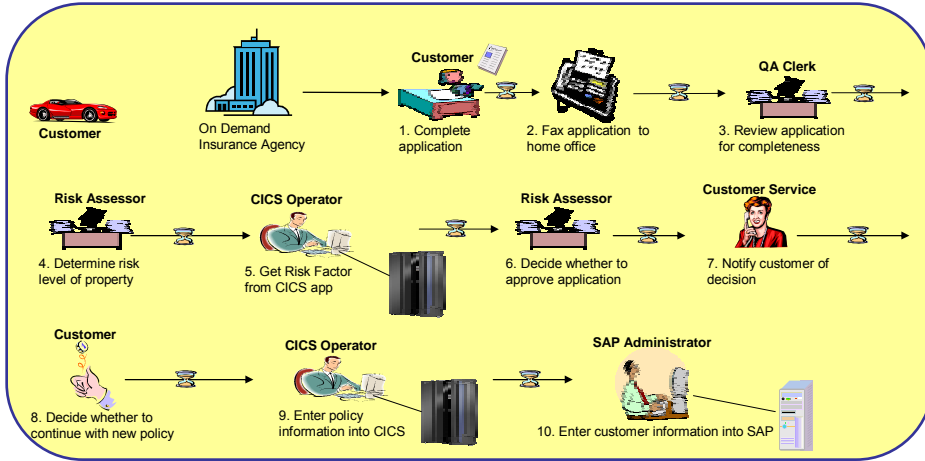 Customer
On Demand
Insurance Agency
Customer
1. Complete
application
2. Fax application to
home office
QA Clerk
3. Review application
for completeness
Risk Assessor
4. Determine risk
level of property
CICS Operator
5. Get Risk Factor
from CICS app
Risk Assessor
6. Decide whether to
approve application
Customer Service
7. Notify customer of
decision
Customer
8. Decide whether to
continue with new policy
CICS Operator
9. Enter policy
information into CICS
SAP Administrator
10. Enter customer information into SAP